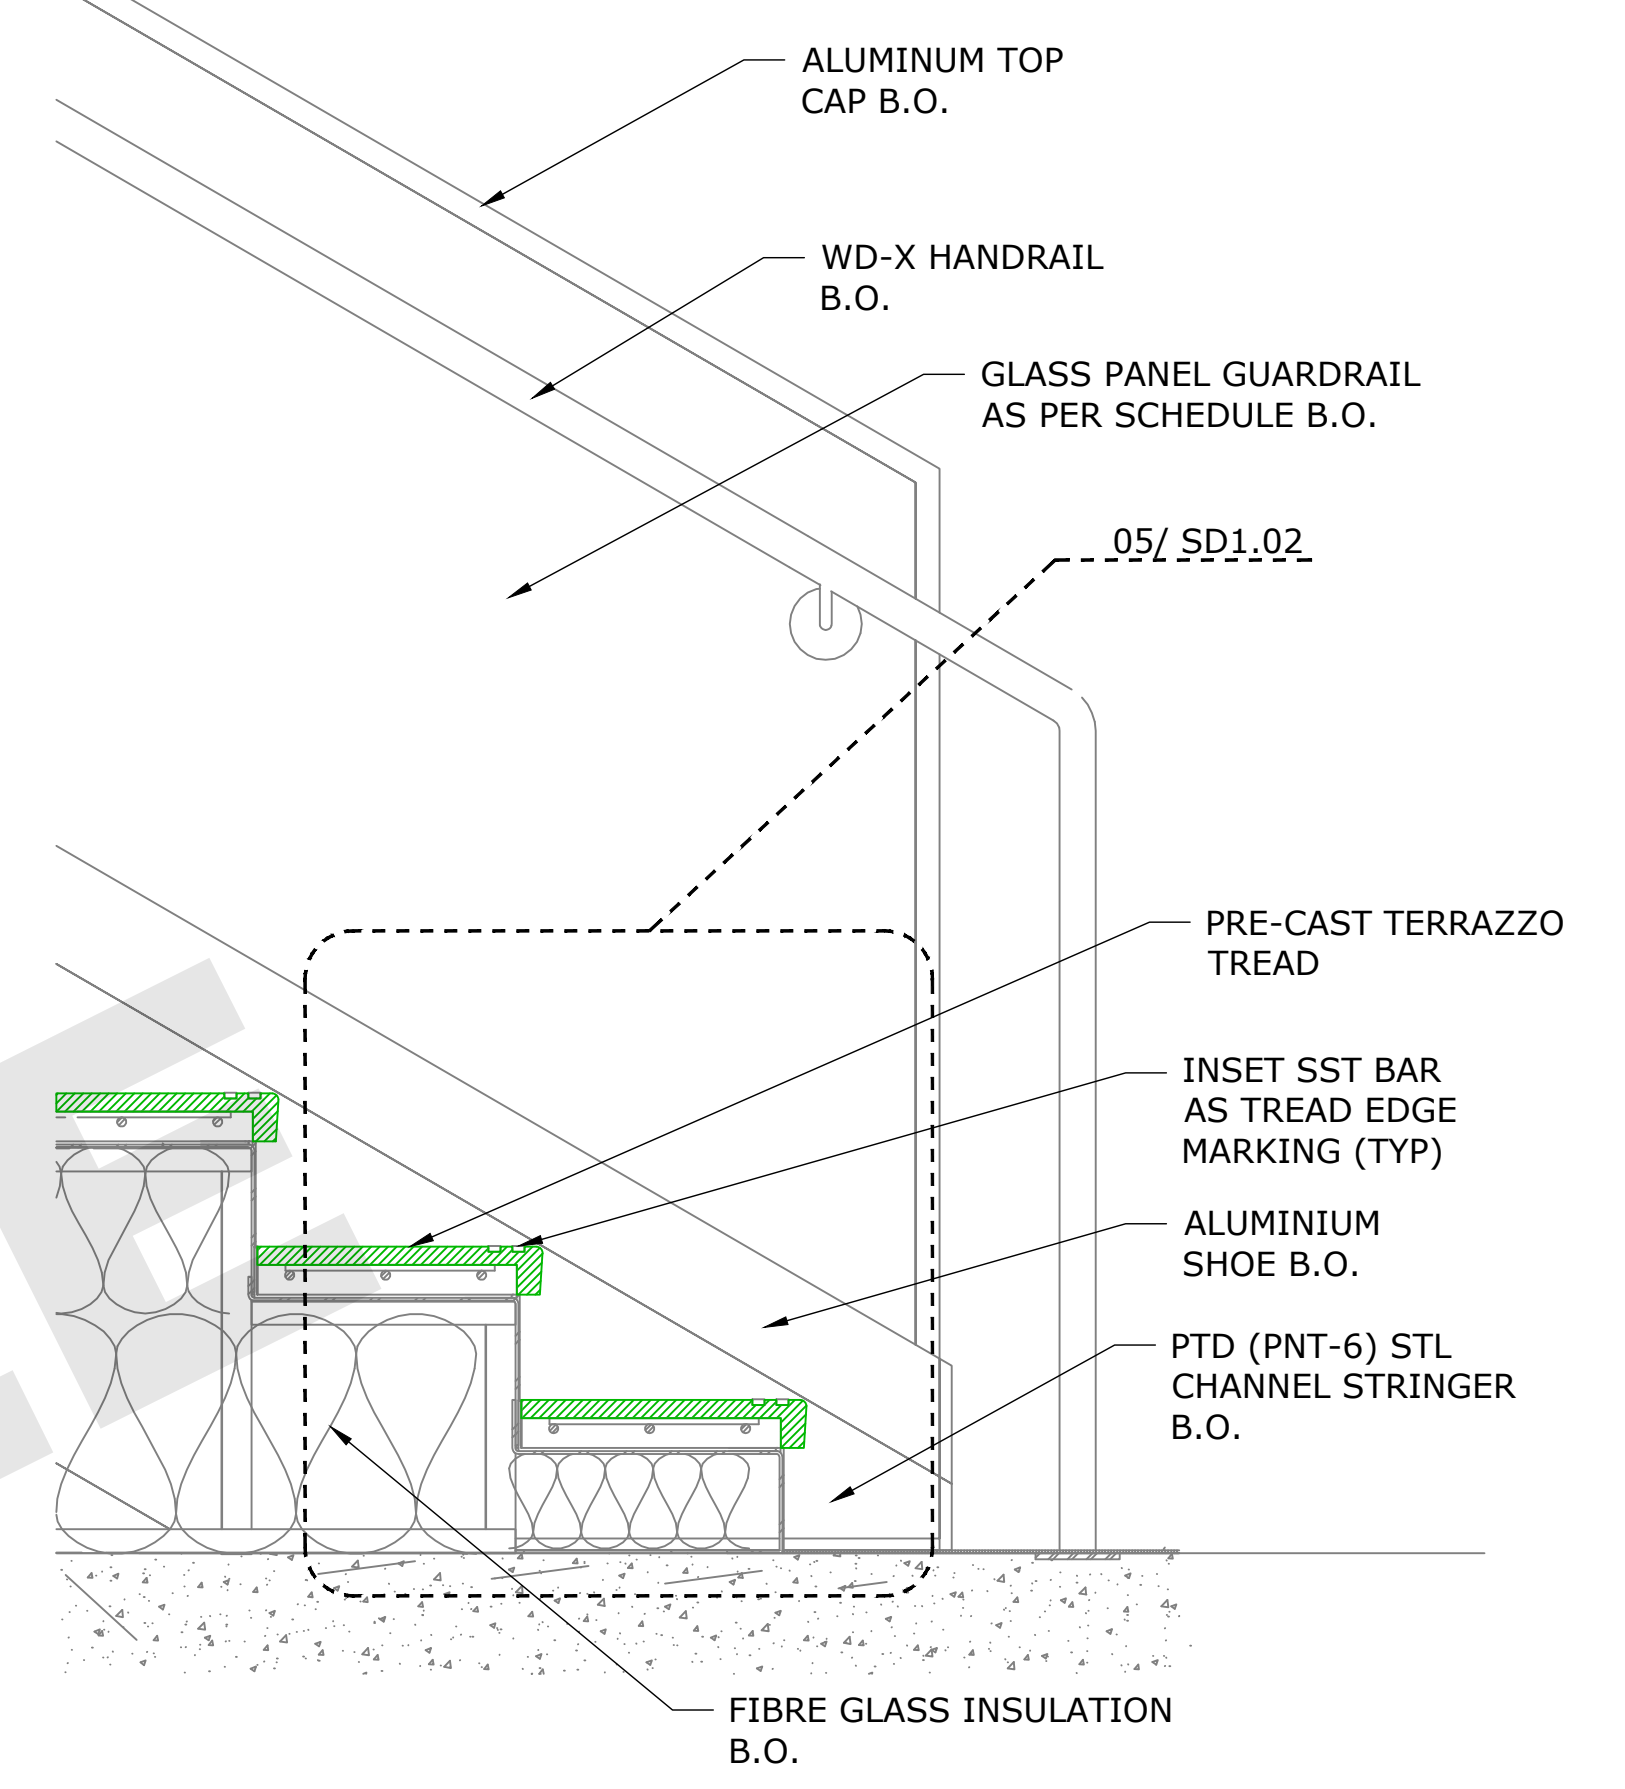 ALUMINUM TOP
CAP B.O.
WD-X HANDRAIL
B.O.
GLASS PANEL GUARDRAIL
AS PER SCHEDULE B.O.
05/ SD1.02
PRE-CAST TERRAZZO
TREAD
INSET SST BAR
AS TREAD EDGE
MARKING (TYP)
ALUMINIUM
SHOE B.O.
PTD (PNT-6) STL
CHANNEL STRINGER
B.O.
FIBRE GLASS INSULATION
B.O.